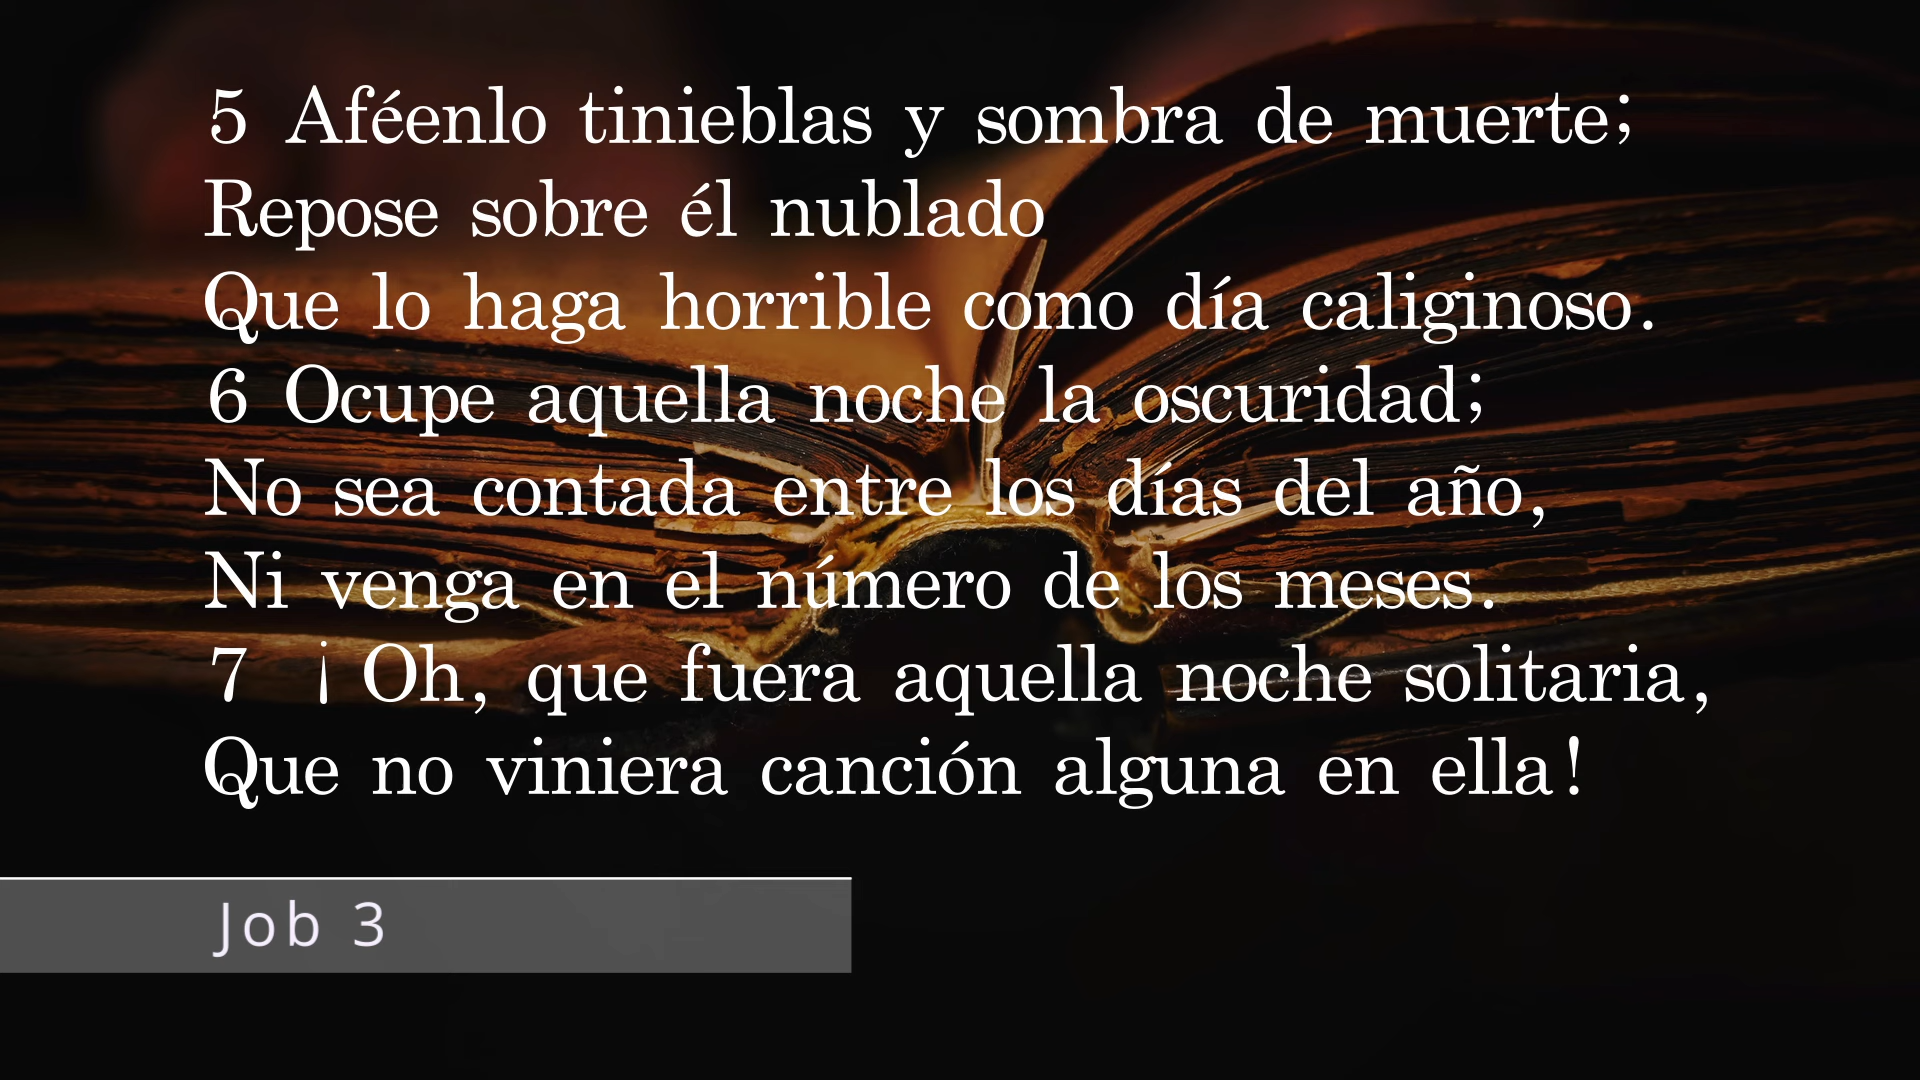 5 Aféenlo tinieblas y sombra de muerte;
Repose sobre él nublado
Que lo haga horrible como día caliginoso.
6 Ocupe aquella noche la oscuridad;
No sea contada entre los días del año,
Ni venga en el número de los meses.
7 ¡Oh, que fuera aquella noche solitaria,
Que no viniera canción alguna en ella!
Job 3